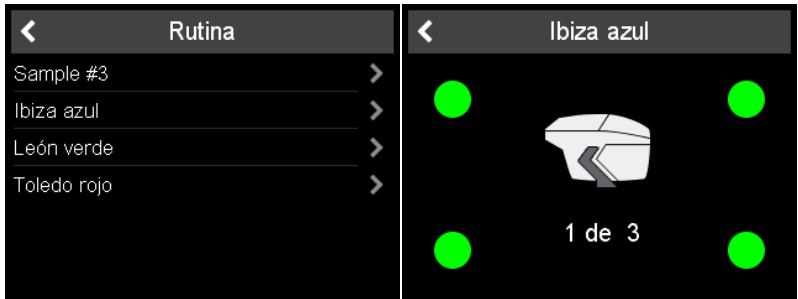 Rutina
Sample #3
Ibiza azul
León verde
Toledo rojo
Ibiza azul
1 de 3